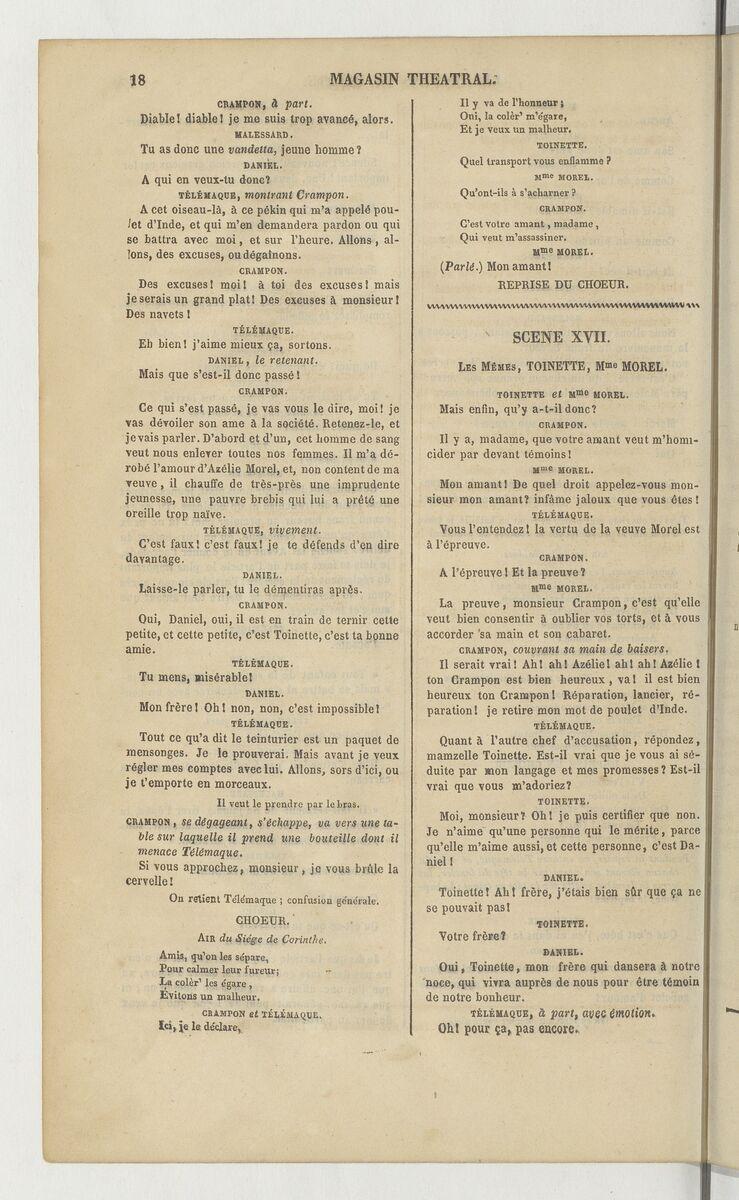 18
MAGASIN THEATRAL.
CRAMPON, à part.
Diable! diable! je me suis trop avancé, alors.
MALESSARD.
Tu as donc une vandetta, jeune homme?
DANIEL.
A qui en veux-tu donc?
TÉLÉMAQUE, montrant Crampon.
A cet oiseau-là, à ce pékin qui m'a appelé pou-
let d'Inde, et qui m'en demandera pardon ou qui
se battra avec moi, et sur l'heure. Allons, al-
lons, des excuses, ou dégaînons.
CRAMPON.
Des excuses! moi! à toi des excuses! mais
je serais un grand plat! Des excuses à monsieur!
Des navets!
TÉLÉMAQUE.
Eh bien! j'aime mieux ça, sortons.
DANIEL, le retenant.
Mais que s'est-il donc passé!
CRAMPON.
Ce qui s'est passé, je vas vous le dire, moi! je
vas dévoiler son ame à la société. Retenez-le, et
je vais parler. D'abord et d'un, cet homme de sang
veut nous enlever toutes nos femmes. Il m'a dé-
robé l'amour d'Azélie Morel, et, non content de ma
veuve, il chauffe de très-près une imprudente
jeunesse, une pauvre brebis qui lui a prêté une
oreille trop naïve.
TÉLÉMAQUE, vivement.
C'est faux! c'est faux! je te défends d'en dire
davantage.
DANIEL.
Laisse-le parler, tu le démentiras après.
CRAMPON.
Oui, Daniel, oui, il est en train de ternir cette
petite, et cette petite, c'est Toinette, c'est ta bonne
amie.
TÉLÉMAQUE.
Tu mens, misérable!
DANIEL.
Mon frère! Oh! non, non, c'est impossible!
TÉLÉMAQUE.
Tout ce qu'a dit le teinturier est un paquet de
mensonges. Je le prouverai. Mais avant je veux
régler mes comptes avec lui. Allons, sors d'ici, ou
je t'emporte en morceaux.
Il veut le prendre par le bras.
CRAMPON, se dégageant, s'échappe, va vers une ta-
ble sur laquelle il prend une bouteille dont il
menace Télémaque.
Si vous approchez, monsieur, je vous brûle la
cervelle!
On retient Télémaque; confusion générale.
CHOEUR.
AIR du Siége de Corinthe.
Amis, qu'on les sépare,
Pour calmer leur fureur;
La colèr' les égare,
Évitons un malheur.
CRAMPON et TÉLÉMAQUE.
Ici, je le déclare,
Il y va de l'honneur;
Oui, la colèr' m'égare,
Et je veux un malheur.
TOINETTE.
Quel transport vous enflamme?
Mme MOREL.
Qu'ont-ils à s'acharner?
CRAMPON.
C'est votre amant, madame,
Qui veut m'assassiner.
Mme MOREL.
(Parlé.) Mon amant!
REPRISE DU CHOEUR.
SCENE XVII.
LES MÊMES, TOINETTE, Mme MOREL.
TOINETTE et Mme MOREL.
Mais enfin, qu'y a-t-il donc?
CRAMPON.
Il y a, madame, que votre amant veut m'homi-
cider par devant témoins!
Mme MOREL.
Mon amant! De quel droit appelez-vous mon-
sieur mon amant? infâme jaloux que vous êtes!
TÉLÉMAQUE.
Vous l'entendez! la vertu de la veuve Morel est
à l'épreuve.
CRAMPON.
A l'épreuve! Et la preuve?
Mme MOREL.
La preuve, monsieur Crampon, c'est qu'elle
veut bien consentir à oublier vos torts, et à vous
accorder sa main et son cabaret.
CRAMPON, couvrant sa main de baisers.
Il serait vrai! Ah! ah! Azélie! ah! ah! Azélie!
ton Crampon est bien heureux, va! il est bien
heureux ton Crampon! Réparation, lancier, ré-
paration! je retire mon mot de poulet d'Inde.
TÉLÉMAQUE.
Quant à l'autre chef d'accusation, répondez,
mamzelle Toinette. Est-il vrai que je vous ai sé-
duite par mon langage et mes promesses? Est-il
vrai que vous m'adoriez?
TOINETTE.
Moi, monsieur? Oh! je puis certifier que non.
Je n'aime qu'une personne qui le mérite, parce
qu'elle m'aime aussi, et cette personne, c'est Da-
niel!
DANIEL.
Toinette! Ah! frère, j'étais bien sûr que ça ne
se pouvait pas!
TOINETTE.
Votre frère?
DANIEL.
Oui, Toinette, mon frère qui dansera à notre
noce, qui vivra auprès de nous pour être témoin
de notre bonheur.
TÉLÉMAQUE, à part, avec émotion.
Oh! pour ça, pas encore.